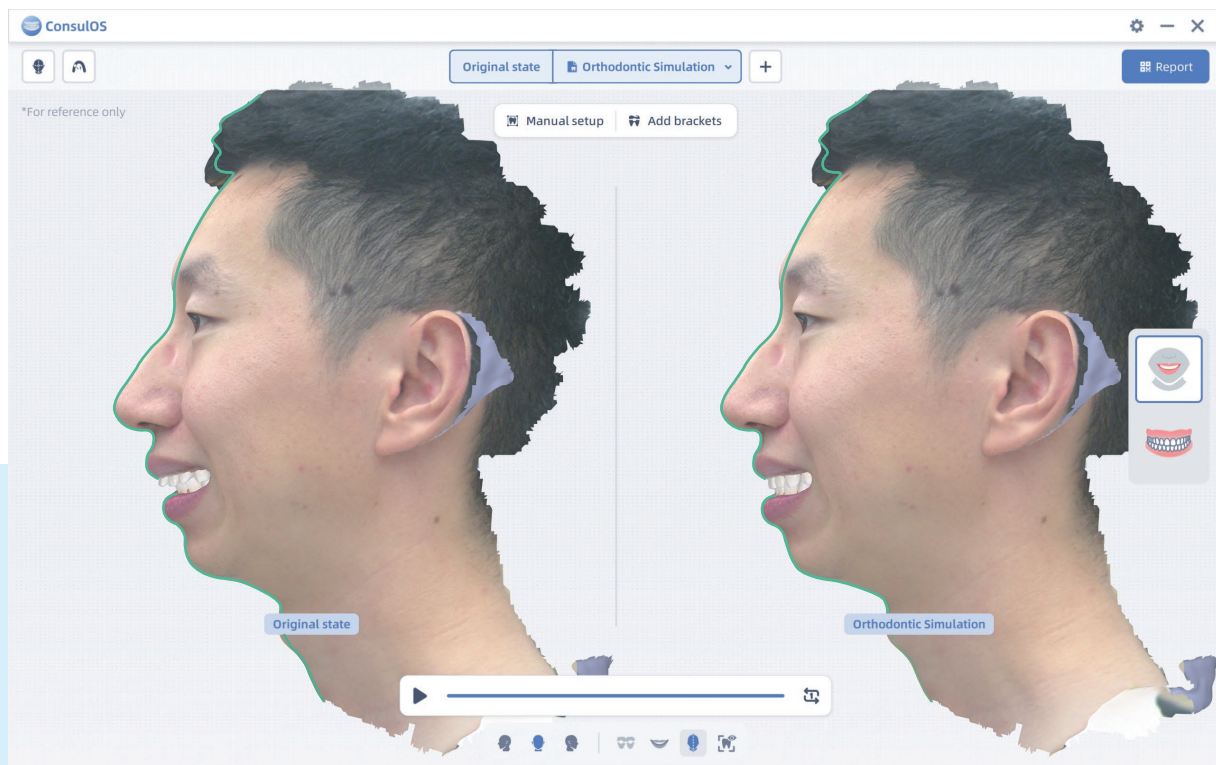 ConsulOS
Original state
Orthodontic Simulation
Report
*For reference only
Manual setup
Add brackets
Original state
Orthodontic Simulation